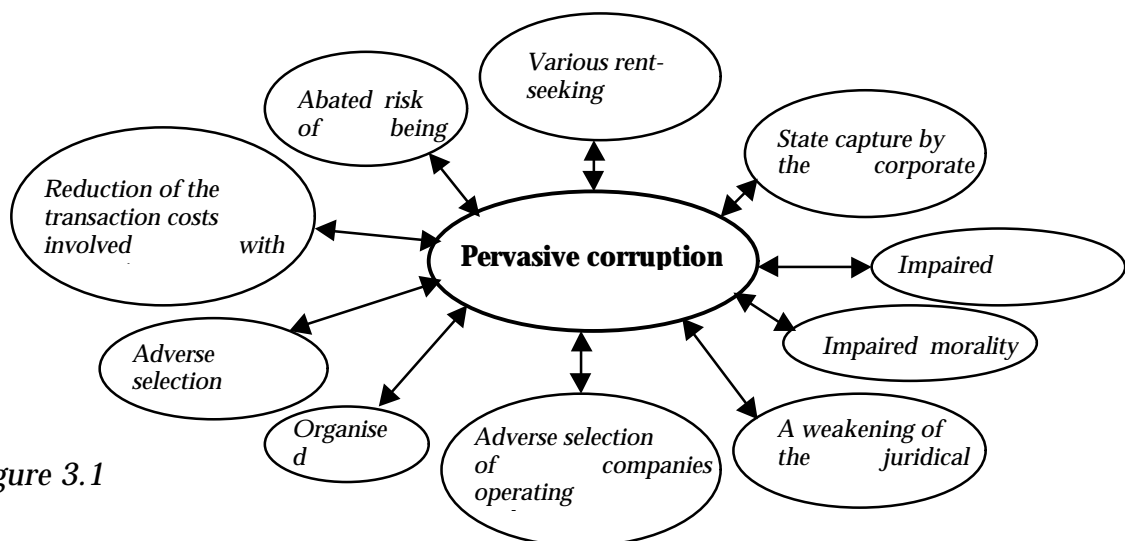 Various rent-
seeking
Abated risk
of being
State capture by
the corporate
Reduction of the
transaction costs
involved with
Pervasive corruption
Impaired
Impaired morality
Adverse
selection
Organise
d
Adverse selection
of companies
operating
A weakening of
the juridical
gure 3.1